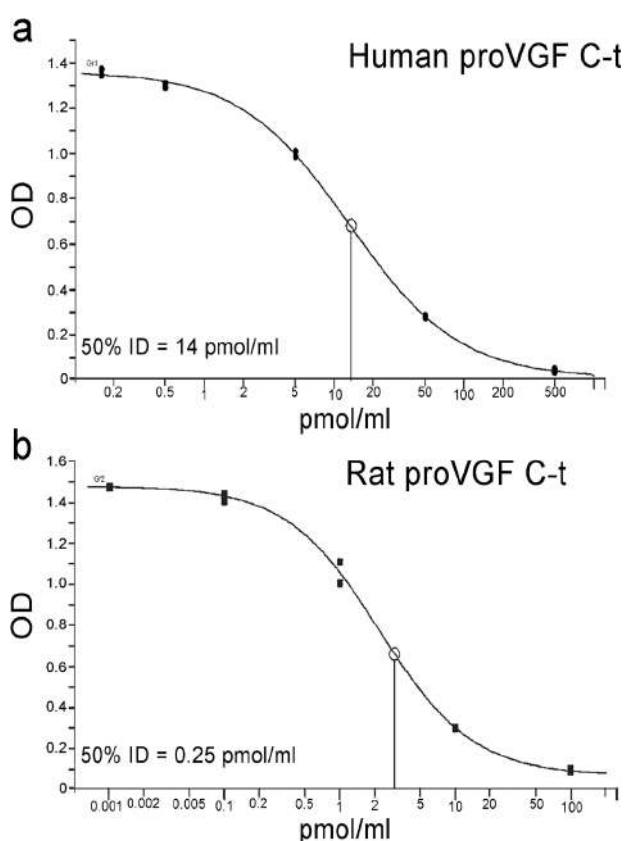 a
Human proVGF C-t
1.4
1.2
1.0
0.8
0.6
0.4
0.2
0
OD
50% ID = 14 pmol/ml
0.2 0.5 1 2 5 10 20 50 100 200 500
pmol/ml
b
Rat proVGF C-t
1.6
1.4
1.2
1.0
0.8
0.6
0.4
0.2
0
OD
50% ID = 0.25 pmol/ml
0.001 0.002 0.005 0.1 0.2 0.5 1 2 5 10 20 50 100
pmol/ml